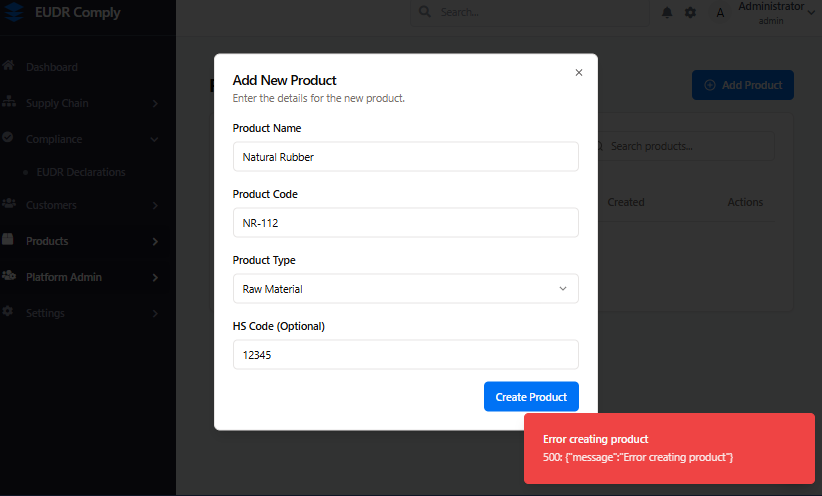 EUDR Comply
Search...
A
Administrator
admin
Dashboard
Supply Chain
Compliance
EUDR Declarations
Customers
Products
Platform Admin
Settings
Add Product
Search products...
Created
Actions
Add New Product
Enter the details for the new product.
Product Name
Natural Rubber
Product Code
NR-112
Product Type
Raw Material
HS Code (Optional)
12345
Create Product
Error creating product
500: {"message":"Error creating product"}